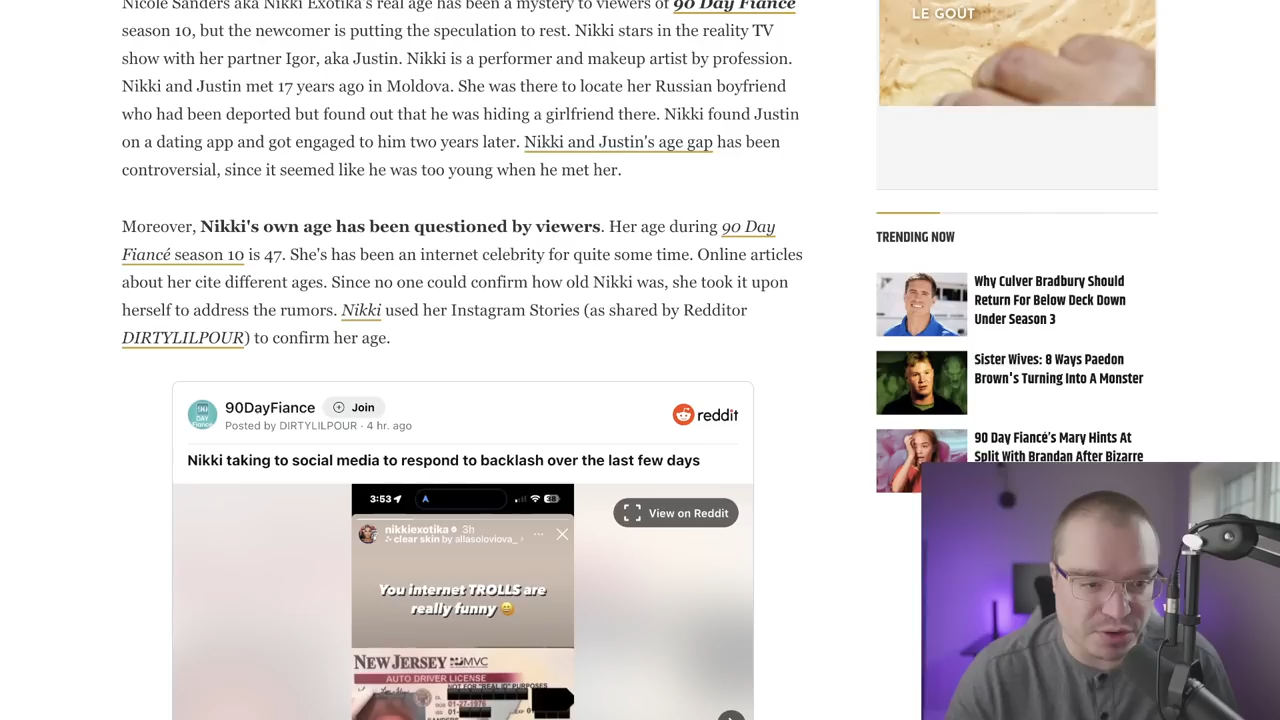 Nicole Sanders aka Nikki Exotika's real age has been a mystery to viewers of 90 Day Fiancé
season 10, but the newcomer is putting the speculation to rest. Nikki stars in the reality TV
show with her partner Igor, aka Justin. Nikki is a performer and makeup artist by profession.
Nikki and Justin met 17 years ago in Moldova. She was there to locate her Russian boyfriend
who had been deported but found out that he was hiding a girlfriend there. Nikki found Justin
on a dating app and got engaged to him two years later. Nikki and Justin's age gap has been
controversial, since it seemed like he was too young when he met her.
Moreover, Nikki's own age has been questioned by viewers. Her age during 90 Day
Fiancé season 10 is 47. She's has been an internet celebrity for quite some time. Online articles
about her cite different ages. Since no one could confirm how old Nikki was, she took it upon
herself to address the rumors. Nikki used her Instagram Stories (as shared by Redditor
DIRTYLILPOUR) to confirm her age.
90DayFiance Join
Posted by DIRTYLILPOUR · 4 hr. ago
reddit
Nikki taking to social media to respond to backlash over the last few days
3:53
38
View on Reddit
nikkiexotika 3h
clear skin by allasoloviova_
You internet TROLLS are
really funny
NEW JERSEY MVC
AUTO DRIVER LICENSE
NOT FOR "REAL ID" PURPOSES
LE GOÛT
TRENDING NOW
Why Culver Bradbury Should
Return For Below Deck Down
Under Season 3
Sister Wives: 8 Ways Paedon
Brown's Turning Into A Monster
90 Day Fiancé's Mary Hints At
Split With Brandan After Bizarre